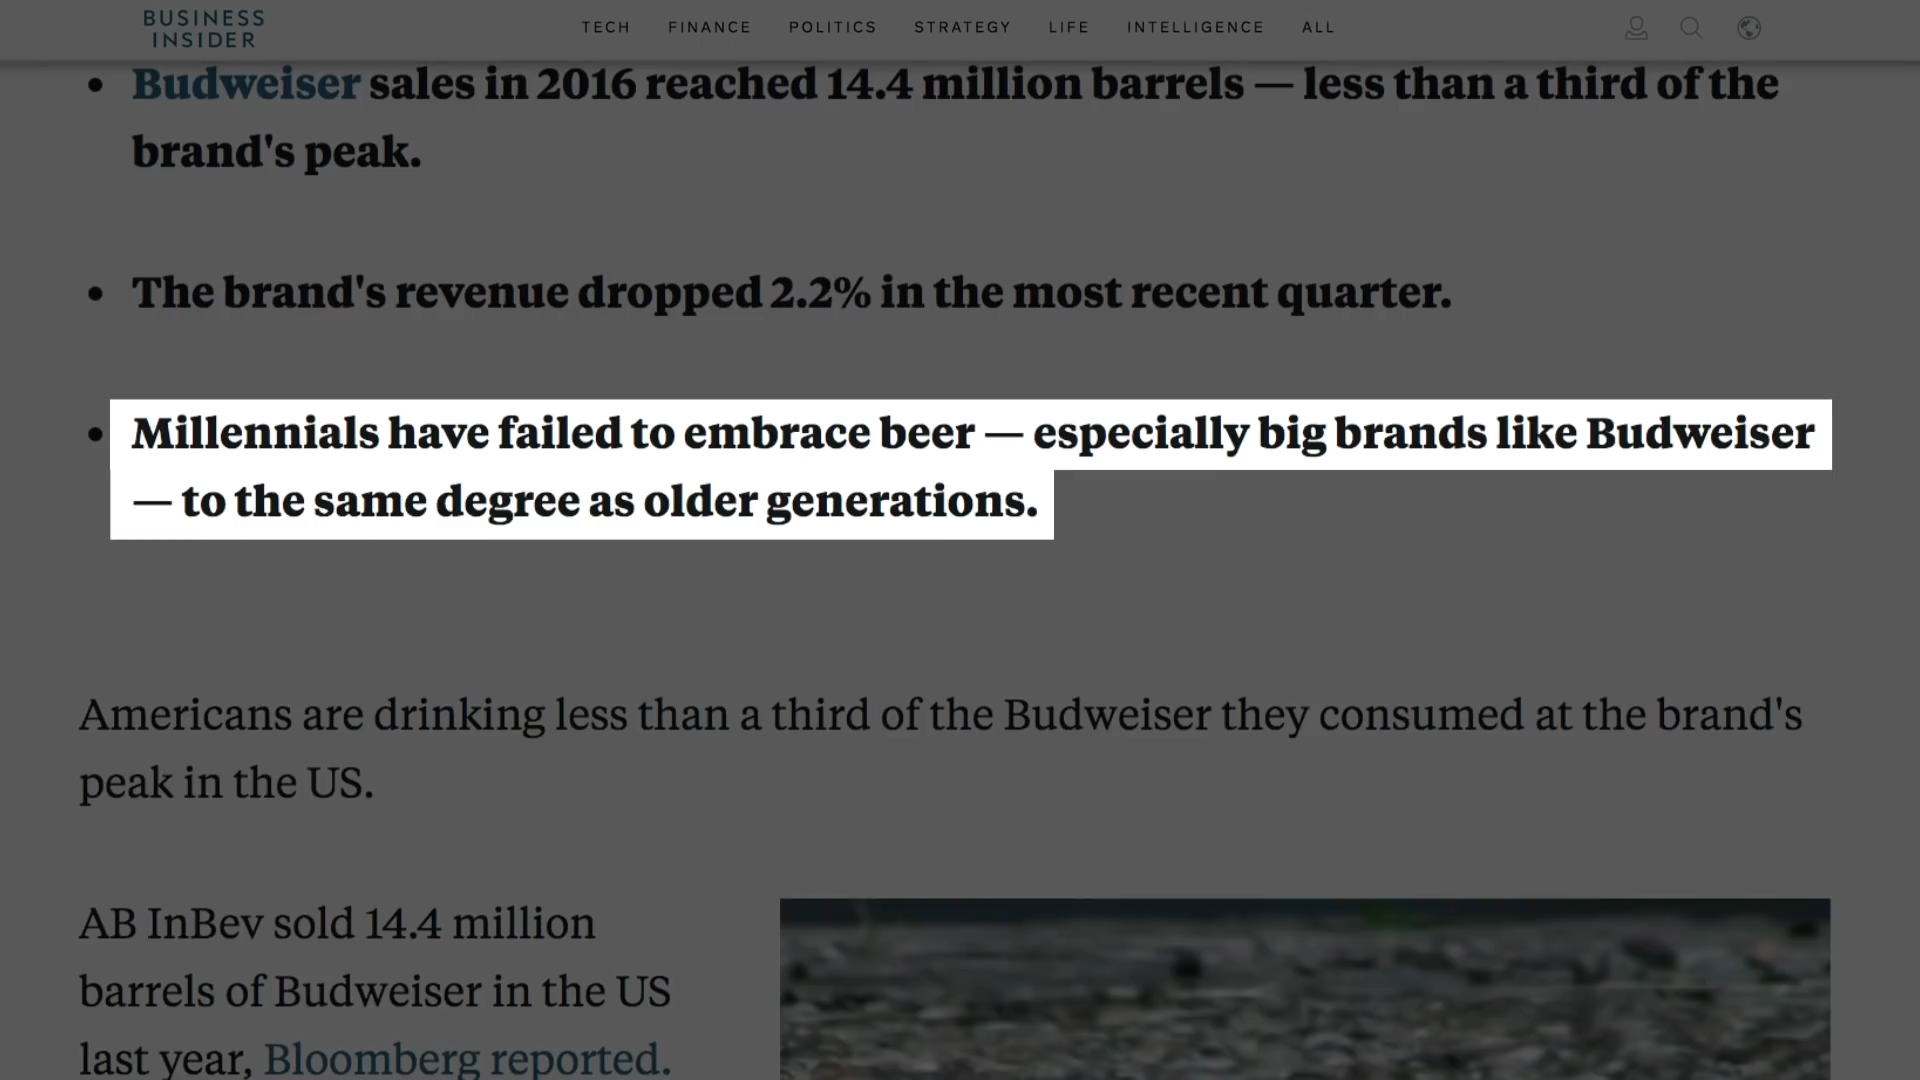 BUSINESS
INSIDER
TECH FINANCE POLITICS STRATEGY LIFE INTELLIGENCE ALL
• Budweiser sales in 2016 reached 14.4 million barrels — less than a third of the
brand's peak.
• The brand's revenue dropped 2.2% in the most recent quarter.
• Millennials have failed to embrace beer — especially big brands like Budweiser
— to the same degree as older generations.
Americans are drinking less than a third of the Budweiser they consumed at the brand's
peak in the US.
AB InBev sold 14.4 million
barrels of Budweiser in the US
last year, Bloomberg reported.